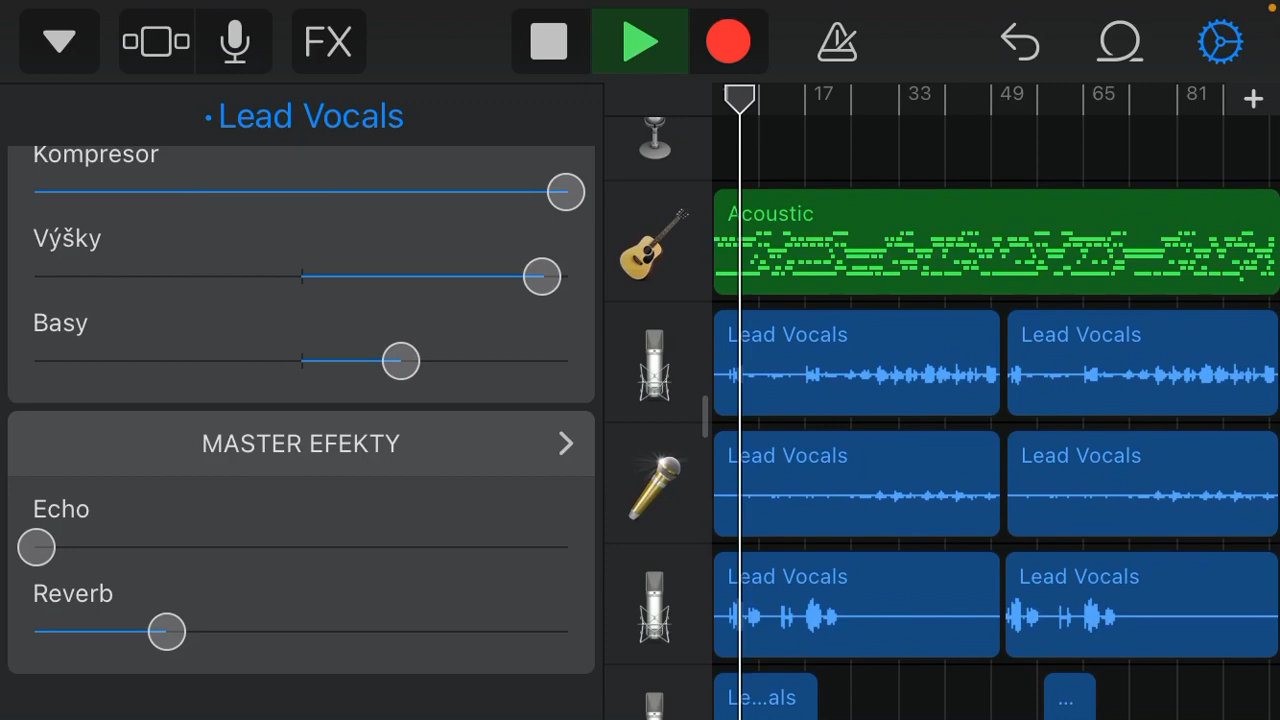 FX
Lead Vocals
17 33 49 65 81
Kompresor
Výšky
Basy
MASTER EFEKTY
Echo
Reverb
Acoustic
Lead Vocals Lead Vocals
Lead Vocals Lead Vocals
Lead Vocals Lead Vocals
Le...als ...